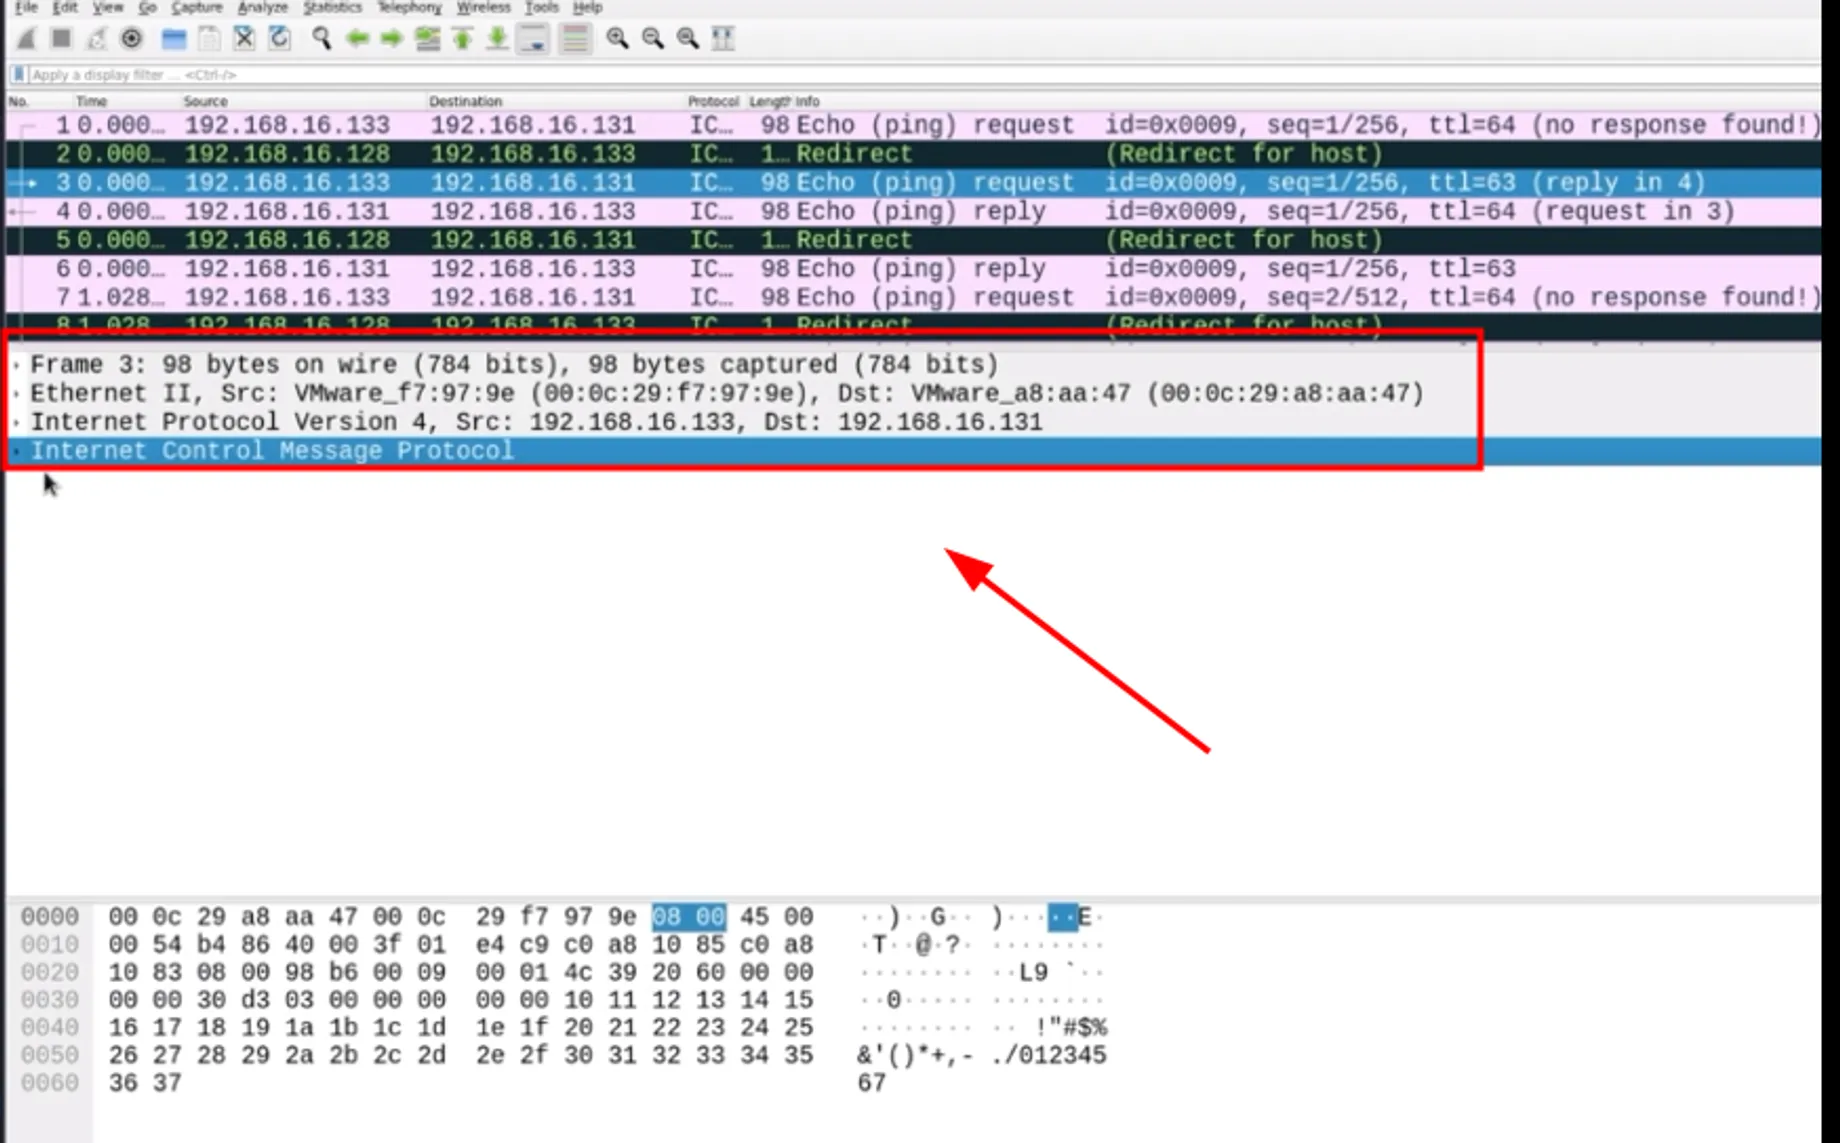 File Edit View Go Capture Analyze Statistics Telephony Wireless Tools Help
Apply a display filter ... <Ctrl-/>
No. Time Source Destination Protocol Length Info
1 0.000… 192.168.16.133 192.168.16.131 IC… 98 Echo (ping) request id=0x0009, seq=1/256, ttl=64 (no response found!)
2 0.000… 192.168.16.128 192.168.16.133 IC… 1… Redirect (Redirect for host)
3 0.000… 192.168.16.133 192.168.16.131 IC… 98 Echo (ping) request id=0x0009, seq=1/256, ttl=63 (reply in 4)
4 0.000… 192.168.16.131 192.168.16.133 IC… 98 Echo (ping) reply id=0x0009, seq=1/256, ttl=64 (request in 3)
5 0.000… 192.168.16.128 192.168.16.131 IC… 1… Redirect (Redirect for host)
6 0.000… 192.168.16.131 192.168.16.133 IC… 98 Echo (ping) reply id=0x0009, seq=1/256, ttl=63
7 1.028… 192.168.16.133 192.168.16.131 IC… 98 Echo (ping) request id=0x0009, seq=2/512, ttl=64 (no response found!)
8 1.028 192.168.16.128 192.168.16.133 IC 1 Redirect (Redirect for host)
Frame 3: 98 bytes on wire (784 bits), 98 bytes captured (784 bits)
Ethernet II, Src: VMware_f7:97:9e (00:0c:29:f7:97:9e), Dst: VMware_a8:aa:47 (00:0c:29:a8:aa:47)
Internet Protocol Version 4, Src: 192.168.16.133, Dst: 192.168.16.131
Internet Control Message Protocol
0000 00 0c 29 a8 aa 47 00 0c 29 f7 97 9e 08 00 45 00 ··)··G·· )·····E·
0010 00 54 b4 86 40 00 3f 01 e4 c9 c0 a8 10 85 c0 a8 ·T··@·?· ········
0020 10 83 08 00 98 b6 00 09 00 01 4c 39 20 60 00 00 ········ ··L9 `··
0030 00 00 30 d3 03 00 00 00 00 00 10 11 12 13 14 15 ··0····· ········
0040 16 17 18 19 1a 1b 1c 1d 1e 1f 20 21 22 23 24 25 ········ ·· !"#$%
0050 26 27 28 29 2a 2b 2c 2d 2e 2f 30 31 32 33 34 35 &'()*+,- ./012345
0060 36 37 67